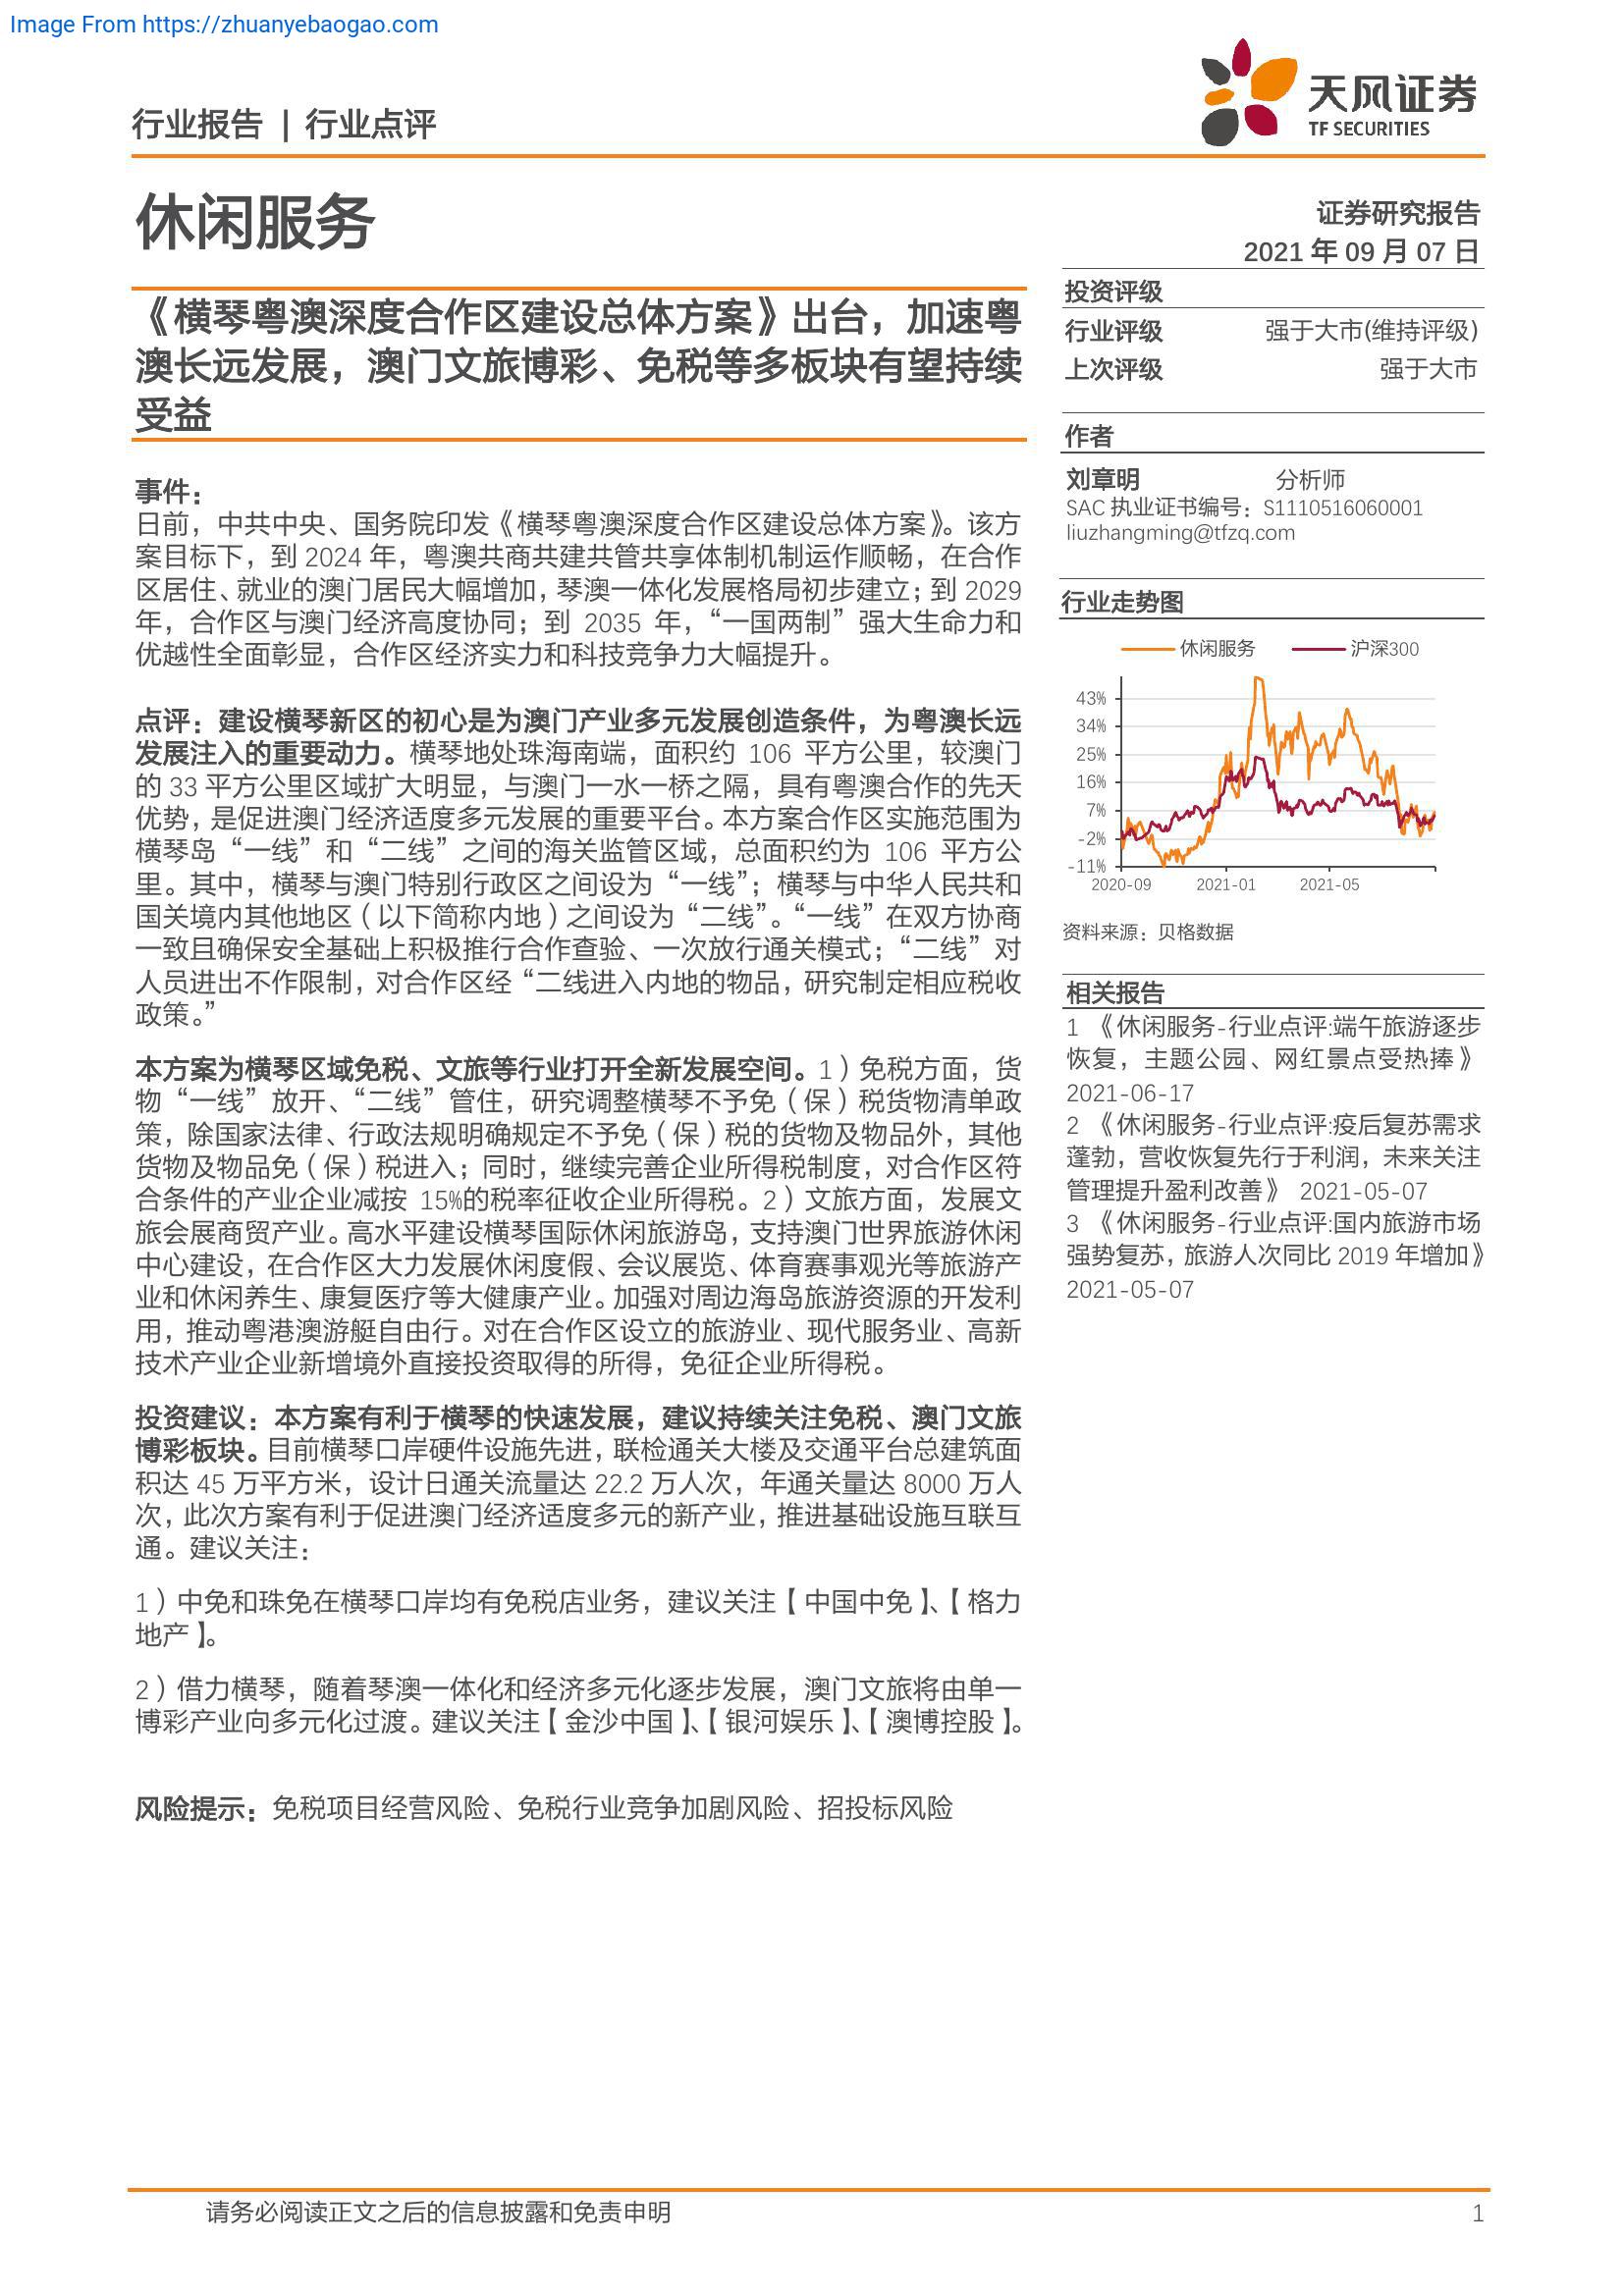 Image From https://zhuanyebaogao.com
行业报告 | 行业点评
天风证券
TF SECURITIES
休闲服务
证券研究报告
2021 年 09 月 07 日
《横琴粤澳深度合作区建设总体方案》出台，加速粤
澳长远发展，澳门文旅博彩、免税等多板块有望持续
受益
事件：
日前，中共中央、国务院印发《横琴粤澳深度合作区建设总体方案》。该方
案目标下，到 2024 年，粤澳共商共建共管共享体制机制运作顺畅，在合作
区居住、就业的澳门居民大幅增加，琴澳一体化发展格局初步建立；到 2029
年，合作区与澳门经济高度协同；到 2035 年，“一国两制”强大生命力和
优越性全面彰显，合作区经济实力和科技竞争力大幅提升。
点评：建设横琴新区的初心是为澳门产业多元发展创造条件，为粤澳长远
发展注入的重要动力。横琴地处珠海南端，面积约 106 平方公里，较澳门
的 33 平方公里区域扩大明显，与澳门一水一桥之隔，具有粤澳合作的先天
优势，是促进澳门经济适度多元发展的重要平台。本方案合作区实施范围为
横琴岛“一线”和“二线”之间的海关监管区域，总面积约为 106 平方公
里。其中，横琴与澳门特别行政区之间设为“一线”；横琴与中华人民共和
国关境内其他地区（以下简称内地）之间设为“二线”。“一线”在双方协商
一致且确保安全基础上积极推行合作查验、一次放行通关模式；“二线”对
人员进出不作限制，对合作区经“二线进入内地的物品，研究制定相应税收
政策。”
本方案为横琴区域免税、文旅等行业打开全新发展空间。1）免税方面，货
物“一线”放开、“二线”管住，研究调整横琴不予免（保）税货物清单政
策，除国家法律、行政法规明确规定不予免（保）税的货物及物品外，其他
货物及物品免（保）税进入；同时，继续完善企业所得税制度，对合作区符
合条件的产业企业减按 15%的税率征收企业所得税。2）文旅方面，发展文
旅会展商贸产业。高水平建设横琴国际休闲旅游岛，支持澳门世界旅游休闲
中心建设，在合作区大力发展休闲度假、会议展览、体育赛事观光等旅游产
业和休闲养生、康复医疗等大健康产业。加强对周边海岛旅游资源的开发利
用，推动粤港澳游艇自由行。对在合作区设立的旅游业、现代服务业、高新
技术产业企业新增境外直接投资取得的所得，免征企业所得税。
投资建议：本方案有利于横琴的快速发展，建议持续关注免税、澳门文旅
博彩板块。目前横琴口岸硬件设施先进，联检通关大楼及交通平台总建筑面
积达 45 万平方米，设计日通关流量达 22.2 万人次，年通关量达 8000 万人
次，此次方案有利于促进澳门经济适度多元的新产业，推进基础设施互联互
通。建议关注：
1）中免和珠免在横琴口岸均有免税店业务，建议关注【中国中免】、【格力
地产】。
2）借力横琴，随着琴澳一体化和经济多元化逐步发展，澳门文旅将由单一
博彩产业向多元化过渡。建议关注【金沙中国】、【银河娱乐】、【澳博控股】。
风险提示：免税项目经营风险、免税行业竞争加剧风险、招投标风险
投资评级
行业评级 强于大市(维持评级)
上次评级 强于大市
作者
刘章明 分析师
SAC 执业证书编号：S1110516060001
liuzhangming@tfzq.com
行业走势图
休闲服务 沪深300
43%
34%
25%
16%
7%
-2%
-11%
2020-09 2021-01 2021-05
资料来源：贝格数据
相关报告
1 《休闲服务-行业点评:端午旅游逐步
恢复，主题公园、网红景点受热捧》
2021-06-17
2 《休闲服务-行业点评:疫后复苏需求
蓬勃，营收恢复先行于利润，未来关注
管理提升盈利改善》 2021-05-07
3 《休闲服务-行业点评:国内旅游市场
强势复苏，旅游人次同比 2019 年增加》
2021-05-07
请务必阅读正文之后的信息披露和免责申明 1